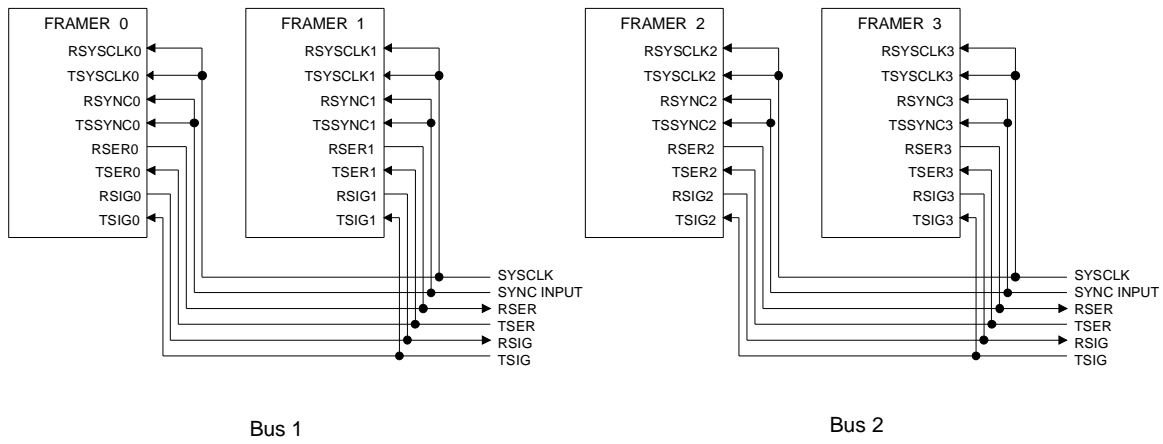 FRAMER 0
RSYSCLK0
TSYSCLK0
RSYNC0
TSSYNC0
RSER0
TSER0
RSIG0
TSIG0
FRAMER 1
RSYSCLK1
TSYSCLK1
RSYNC1
TSSYNC1
RSER1
TSER1
RSIG1
TSIG1
SYSCLK
SYNC INPUT
RSER
TSER
RSIG
TSIG
Bus 1
FRAMER 2
RSYSCLK2
TSYSCLK2
RSYNC2
TSSYNC2
RSER2
TSER2
RSIG2
TSIG2
FRAMER 3
RSYSCLK3
TSYSCLK3
RSYNC3
TSSYNC3
RSER3
TSER3
RSIG3
TSIG3
SYSCLK
SYNC INPUT
RSER
TSER
RSIG
TSIG
Bus 2